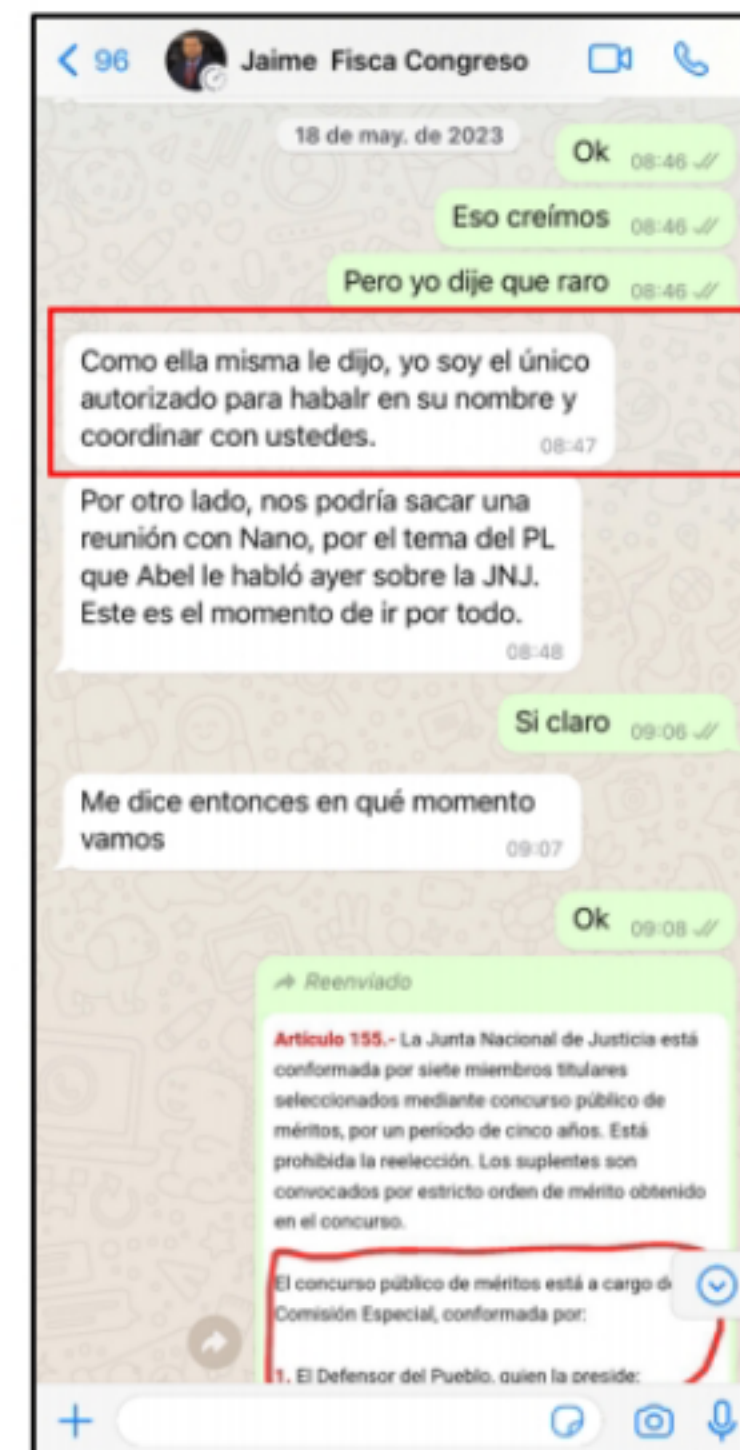 96 Jaime Fisca Congreso
18 de may. de 2023
Ok 08:46
Eso creímos 08:46
Pero yo dije que raro 08:46
Como ella misma le dijo, yo soy el único
autorizado para habalr en su nombre y
coordinar con ustedes. 08:47
Por otro lado, nos podría sacar una
reunión con Nano, por el tema del PL
que Abel le habló ayer sobre la JNJ.
Este es el momento de ir por todo.
08:48
Si claro 09:06
Me dice entonces en qué momento
vamos 09:07
Ok 09:08
Reenviado
Artículo 155.- La Junta Nacional de Justicia está
conformada por siete miembros titulares
seleccionados mediante concurso público de
méritos, por un periodo de cinco años. Está
prohibida la reelección. Los suplentes son
convocados por estricto orden de mérito obtenido
en el concurso.
El concurso público de méritos está a cargo d
Comisión Especial, conformada por:
1. El Defensor del Pueblo, quien la preside;